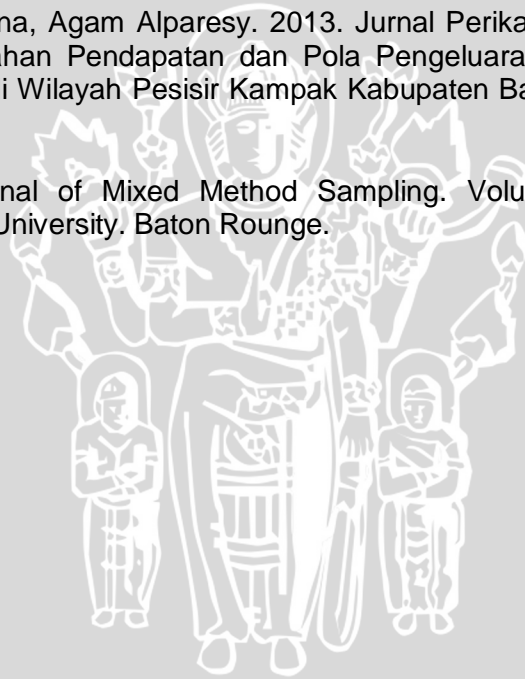 na, Agam Alparesy. 2013. Jurnal Perika
ahan Pendapatan dan Pola Pengeluara
i Wilayah Pesisir Kampak Kabupaten Ba
nal of Mixed Method Sampling. Volu
University. Baton Rounge.